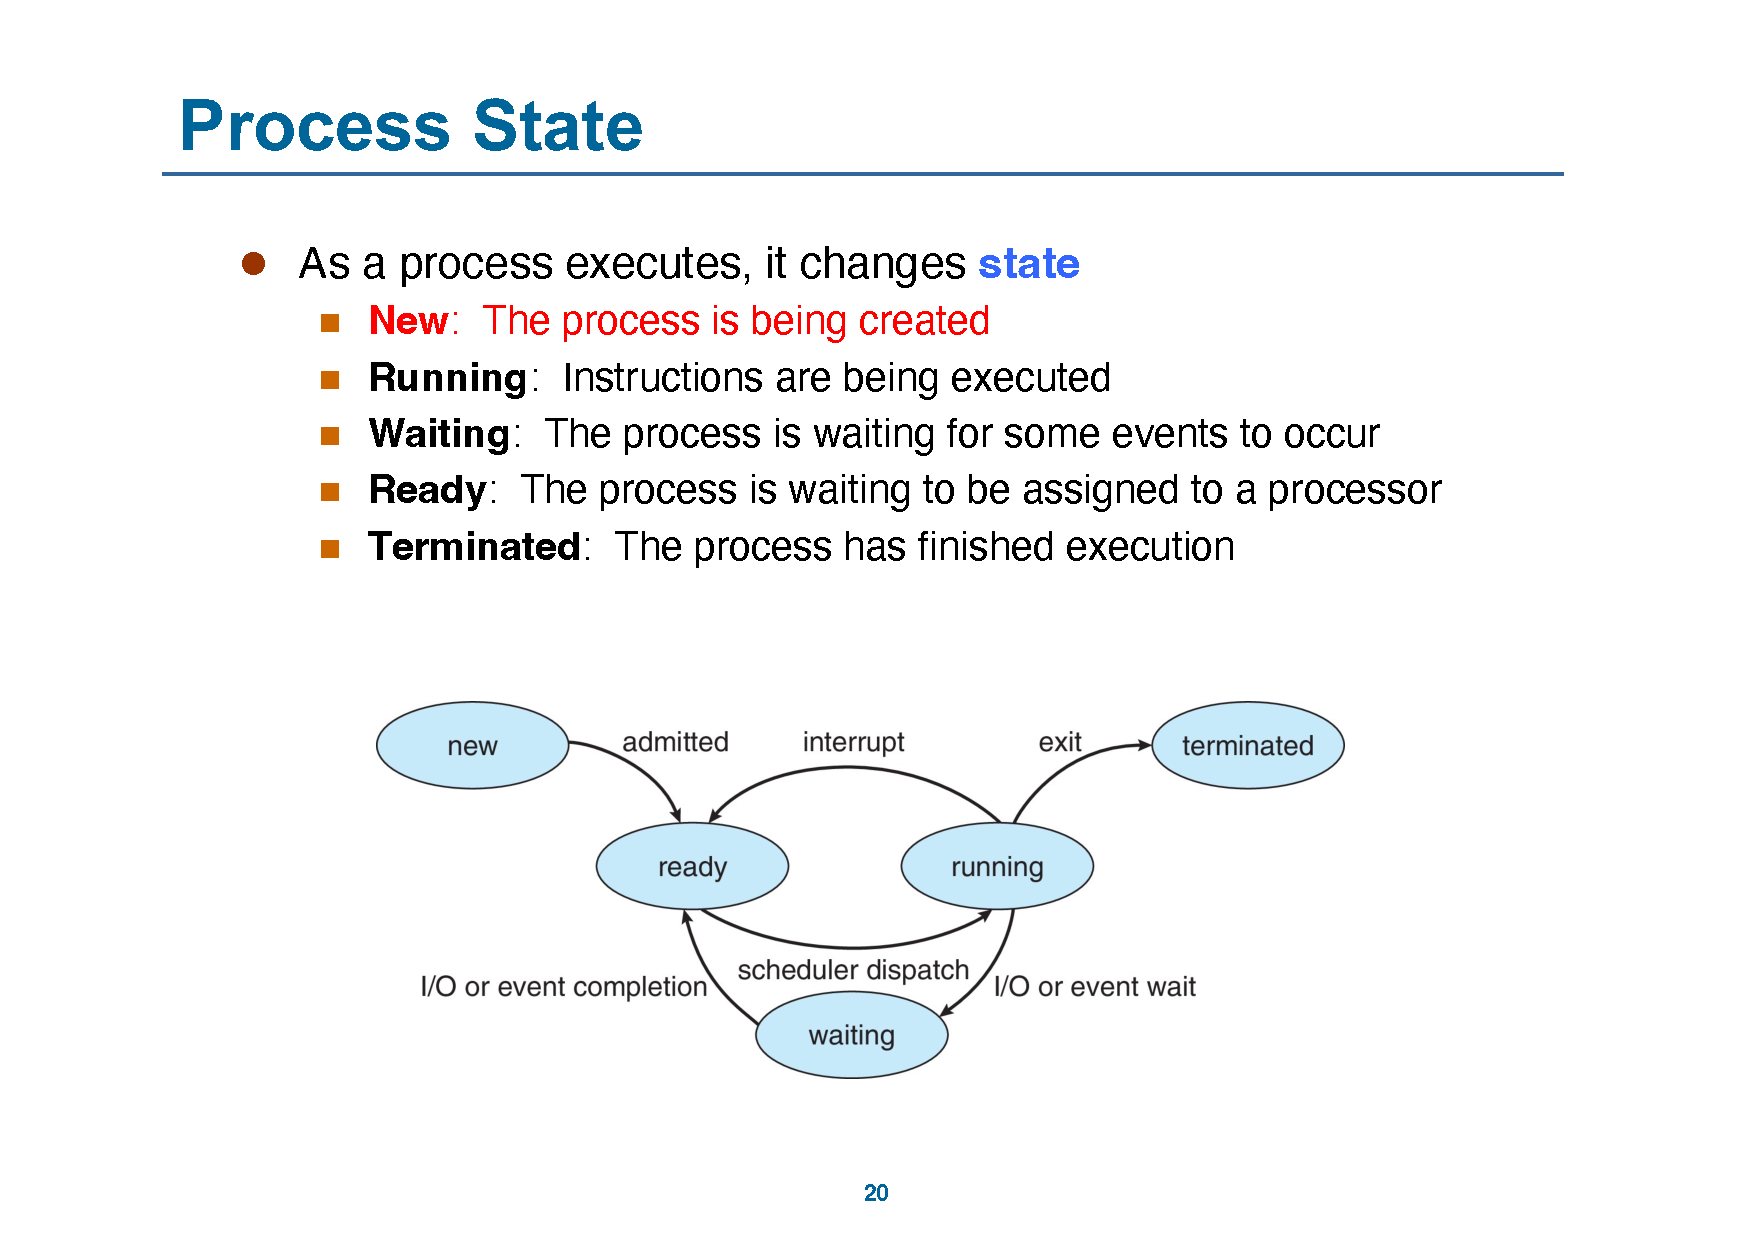 Process State
As a process executes, it changes state
New: The process is being created
Running: Instructions are being executed
Waiting: The process is waiting for some events to occur
Ready: The process is waiting to be assigned to a processor
Terminated: The process has finished execution
new
admitted
interrupt
exit
terminated
ready
running
scheduler dispatch
I/O or event completion
I/O or event wait
waiting
20